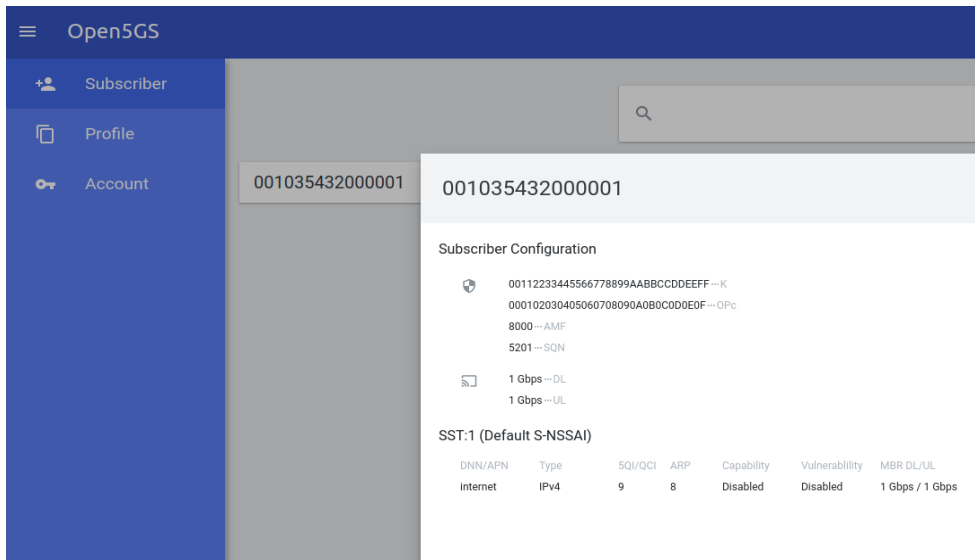 Open5GS
Subscriber
Profile
Account
001035432000001
001035432000001
Subscriber Configuration
00112233445566778899AABBCCDDEEFF···K
000102030405060708090A0B0C0D0E0F···OPc
8000···AMF
5201···SQN
1 Gbps···DL
1 Gbps···UL
SST:1 (Default S-NSSAI)
DNN/APN Type 5QI/QCI ARP Capability Vulnerablility MBR DL/UL
internet IPv4 9 8 Disabled Disabled 1 Gbps / 1 Gbps